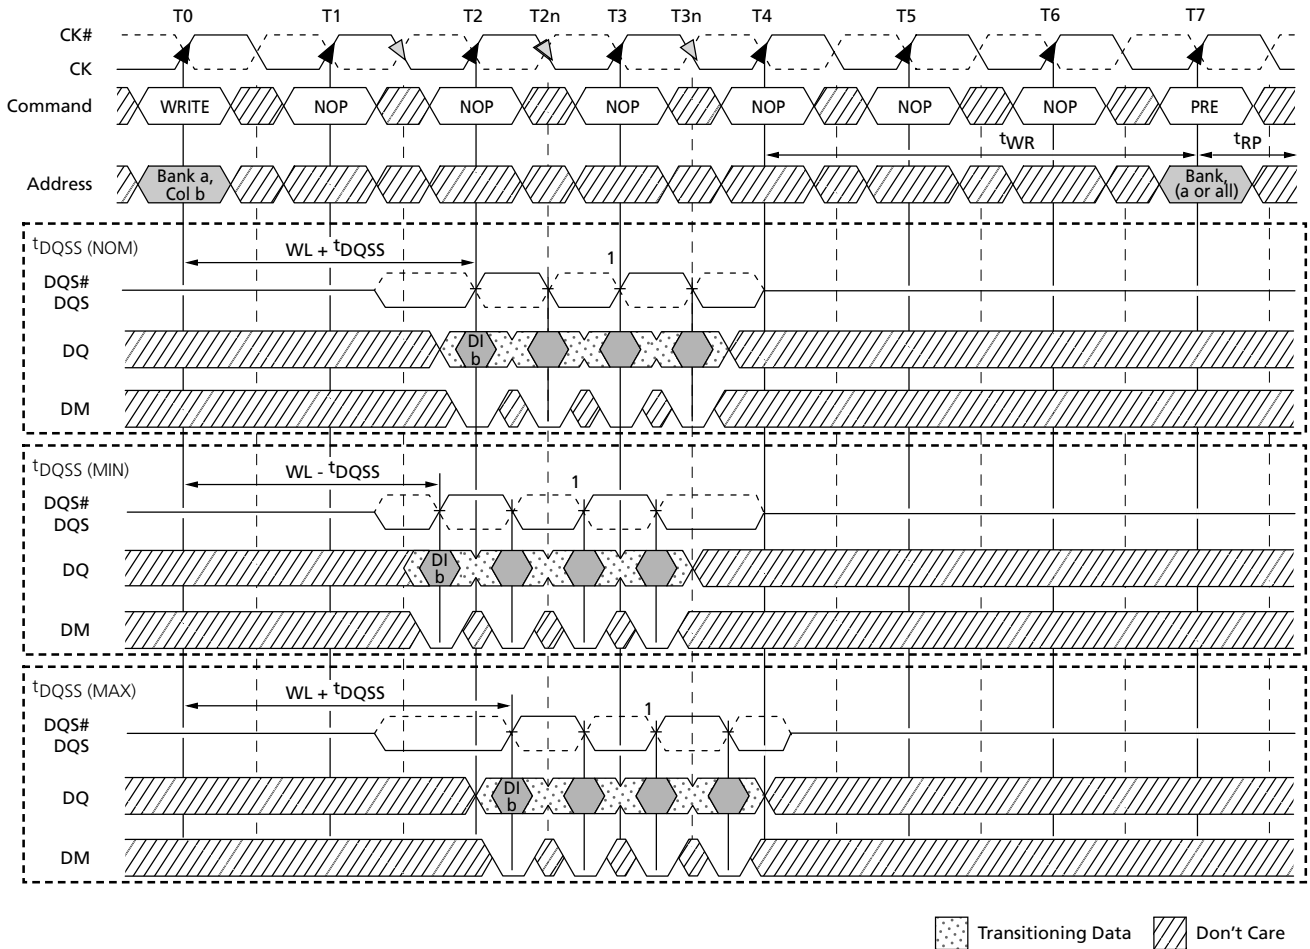 T0 T1 T2 T2n T3 T3n T4 T5 T6 T7
CK#
CK
Command WRITE NOP NOP NOP NOP NOP NOP PRE
tWR tRP
Address Bank a, Col b Bank, (a or all)
tDQSS (NOM)
WL + tDQSS
1
DQS#
DQS
DQ DI b
DM
tDQSS (MIN)
WL - tDQSS
1
DQS#
DQS
DQ DI b
DM
tDQSS (MAX)
WL + tDQSS
1
DQS#
DQS
DQ DI b
DM
Transitioning Data Don't Care